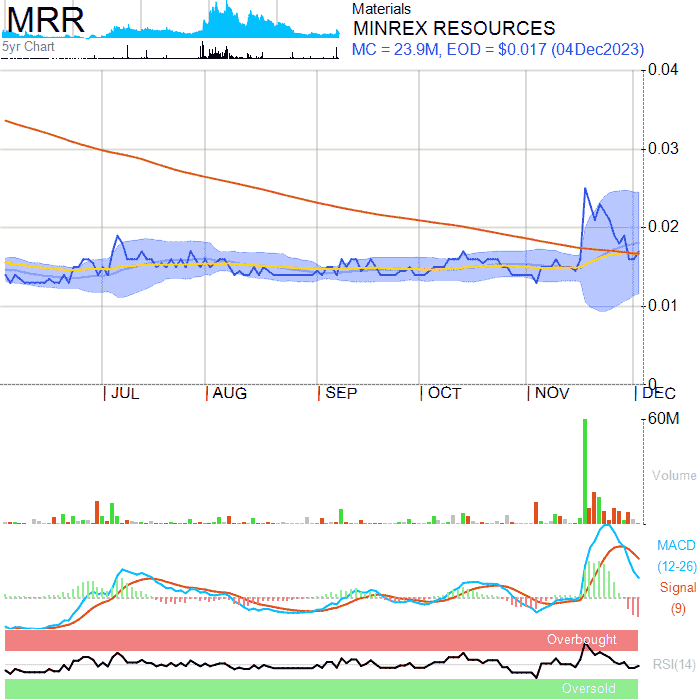 MRR
5yr Chart
Materials
MINREX RESOURCES
MC = 23.9M, EOD = $0.017 (04Dec2023)
0.04
0.03
0.02
0.01
0
JUL
AUG
SEP
OCT
NOV
DEC
60M
Volume
MACD
(12-26)
Signal
(9)
Overbought
RSI(14)
Oversold